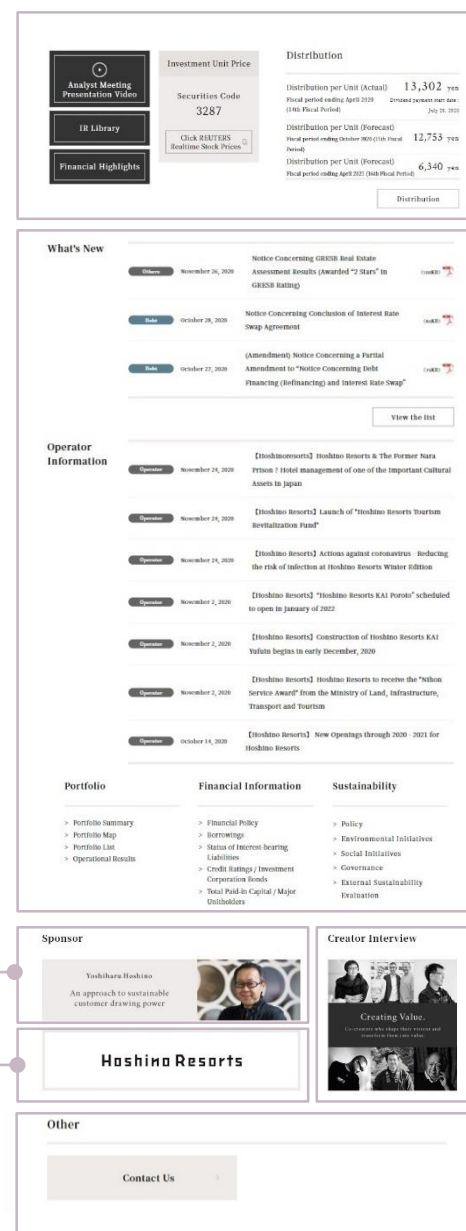 Analyst Meeting
Presentation Video
IR Library
Financial Highlights
Investment Unit Price
Securities Code
3287
Click REUTERS
Realtime Stock Prices
Distribution
Distribution per Unit (Actual) 13,302 yen
Fiscal period ending April 2020 Dividend payment start date :
(14th Fiscal Period) July 20, 2020
Distribution per Unit (Forecast)
Fiscal period ending October 2020 (15th Fiscal 12,753 yen
Period)
Distribution per Unit (Forecast)
Fiscal period ending April 2021 (16th Fiscal Period) 6,340 yen
Distribution
What's New
Others November 26, 2020
Notice Concerning GRESB Real Estate
Assessment Results (Awarded "2 Stars" in
GRESB Rating)
Debt October 28, 2020
Notice Concerning Conclusion of Interest Rate
Swap Agreement
Debt October 27, 2020
(Amendment) Notice Concerning a Partial
Amendment to "Notice Concerning Debt
Financing (Refinancing) and Interest Rate Swap"
View the list
Operator
Information
Operator November 24, 2020
【Hoshinoresorts】Hoshino Resorts & The Former Nara
Prison ? Hotel management of one of the Important Cultural
Assets in Japan
Operator November 24, 2020
【Hoshino Resorts】Launch of "Hoshino Resorts Tourism
Revitalization Fund"
Operator November 24, 2020
【Hoshino Resorts】Actions against coronavirus - Reducing
the risk of infection at Hoshino Resorts Winter Edition
Operator November 2, 2020
【Hoshino Resorts】"Hoshino Resorts KAI Poroto" scheduled
to open in January of 2022
Operator November 2, 2020
【Hoshino Resorts】Construction of Hoshino Resorts KAI
Yufuin begins in early December, 2020
Operator November 2, 2020
【Hoshino Resorts】Hoshino Resorts to receive the "Nihon
Service Award" from the Ministry of Land, Infrastructure,
Transport and Tourism
Operator October 14, 2020
【Hoshino Resorts】New Openings through 2020 - 2021 for
Hoshino Resorts
Portfolio
> Portfolio Summary
> Portfolio Map
> Portfolio List
> Operational Results
Financial Information
> Financial Policy
> Borrowings
> Status of Interest-bearing
Liabilities
> Credit Ratings / Investment
Corporation Bonds
> Total Paid-in Capital / Major
Unitholders
Sustainability
> Policy
> Environmental Initiatives
> Social Initiatives
> Governance
> External Sustainability
Evaluation
Sponsor
Yoshiharu Hoshino
An approach to sustainable
customer drawing power
Hoshino Resorts
Creator Interview
Creating Value.
Co-creators who shape their visions and
transform them into value.
Other
Contact Us